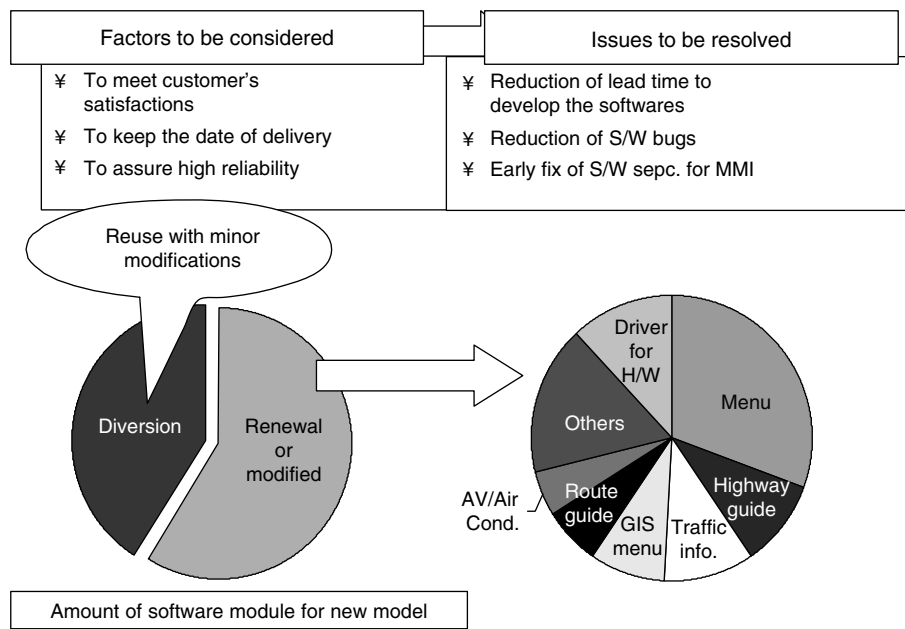 Factors to be considered
Issues to be resolved
¥ To meet customer's
satisfactions
¥ To keep the date of delivery
¥ To assure high reliability
¥ Reduction of lead time to
develop the softwares
¥ Reduction of S/W bugs
¥ Early fix of S/W sepc. for MMI
Reuse with minor
modifications
Diversion
Renewal
or
modified
Driver
for
H/W
Menu
Others
Highway
guide
AV/Air
Cond.
Route
guide
GIS
menu
Traffic
info.
Amount of software module for new model